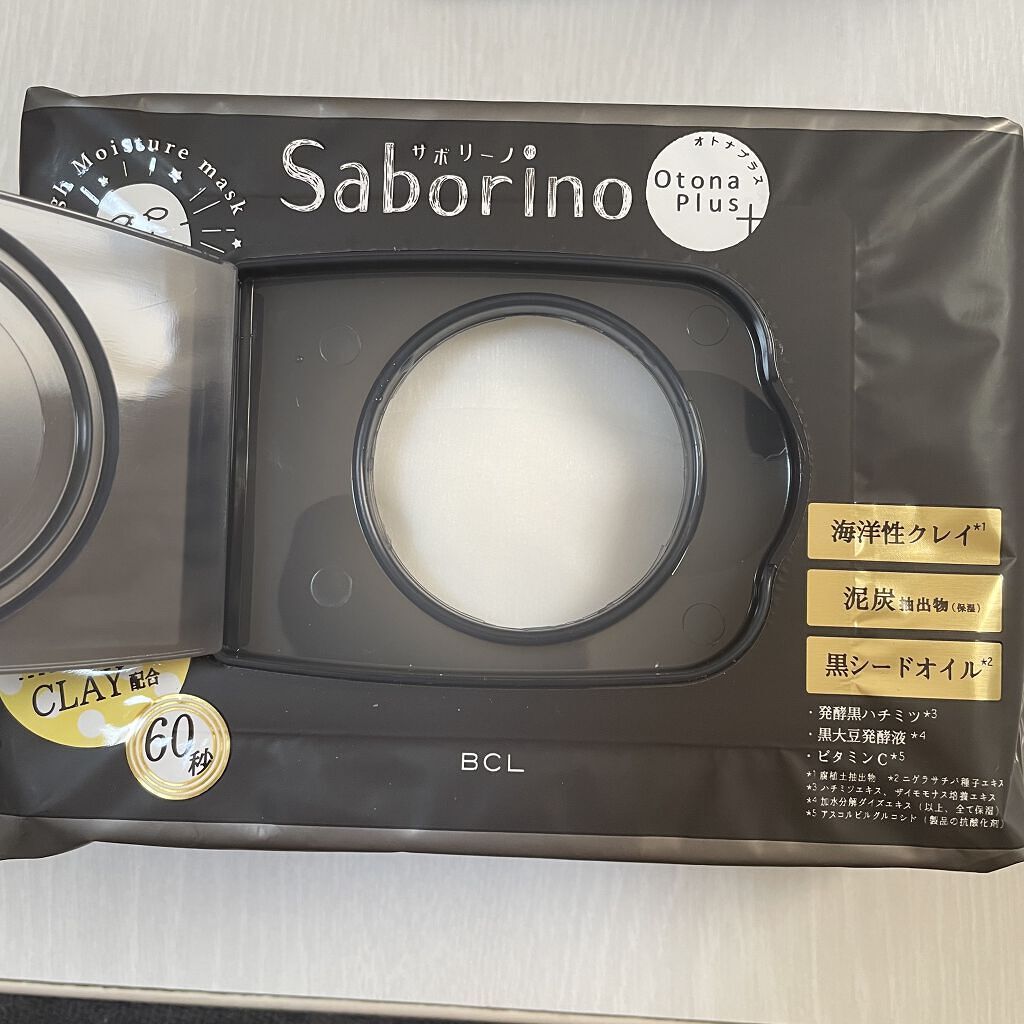 サボリーノ
Saborino
オトナプラス
Otona
Plus+
Moisture mask
海洋性クレイ*1
泥炭抽出物(保湿)
黒シードオイル*2
・発酵黒ハチミツ*3
・黒大豆発酵液*4
・ビタミンC*5
*1 腐植土抽出物 *2 ニゲラサチバ種子エキス
*3 ハチミツエキス、ザイモモナス培養エキス
*4 加水分解ダイズエキス(以上、全て保湿)
*5 アスコルビルグルコシド(製品の抗酸化剤)
CLAY配合
60秒
BCL